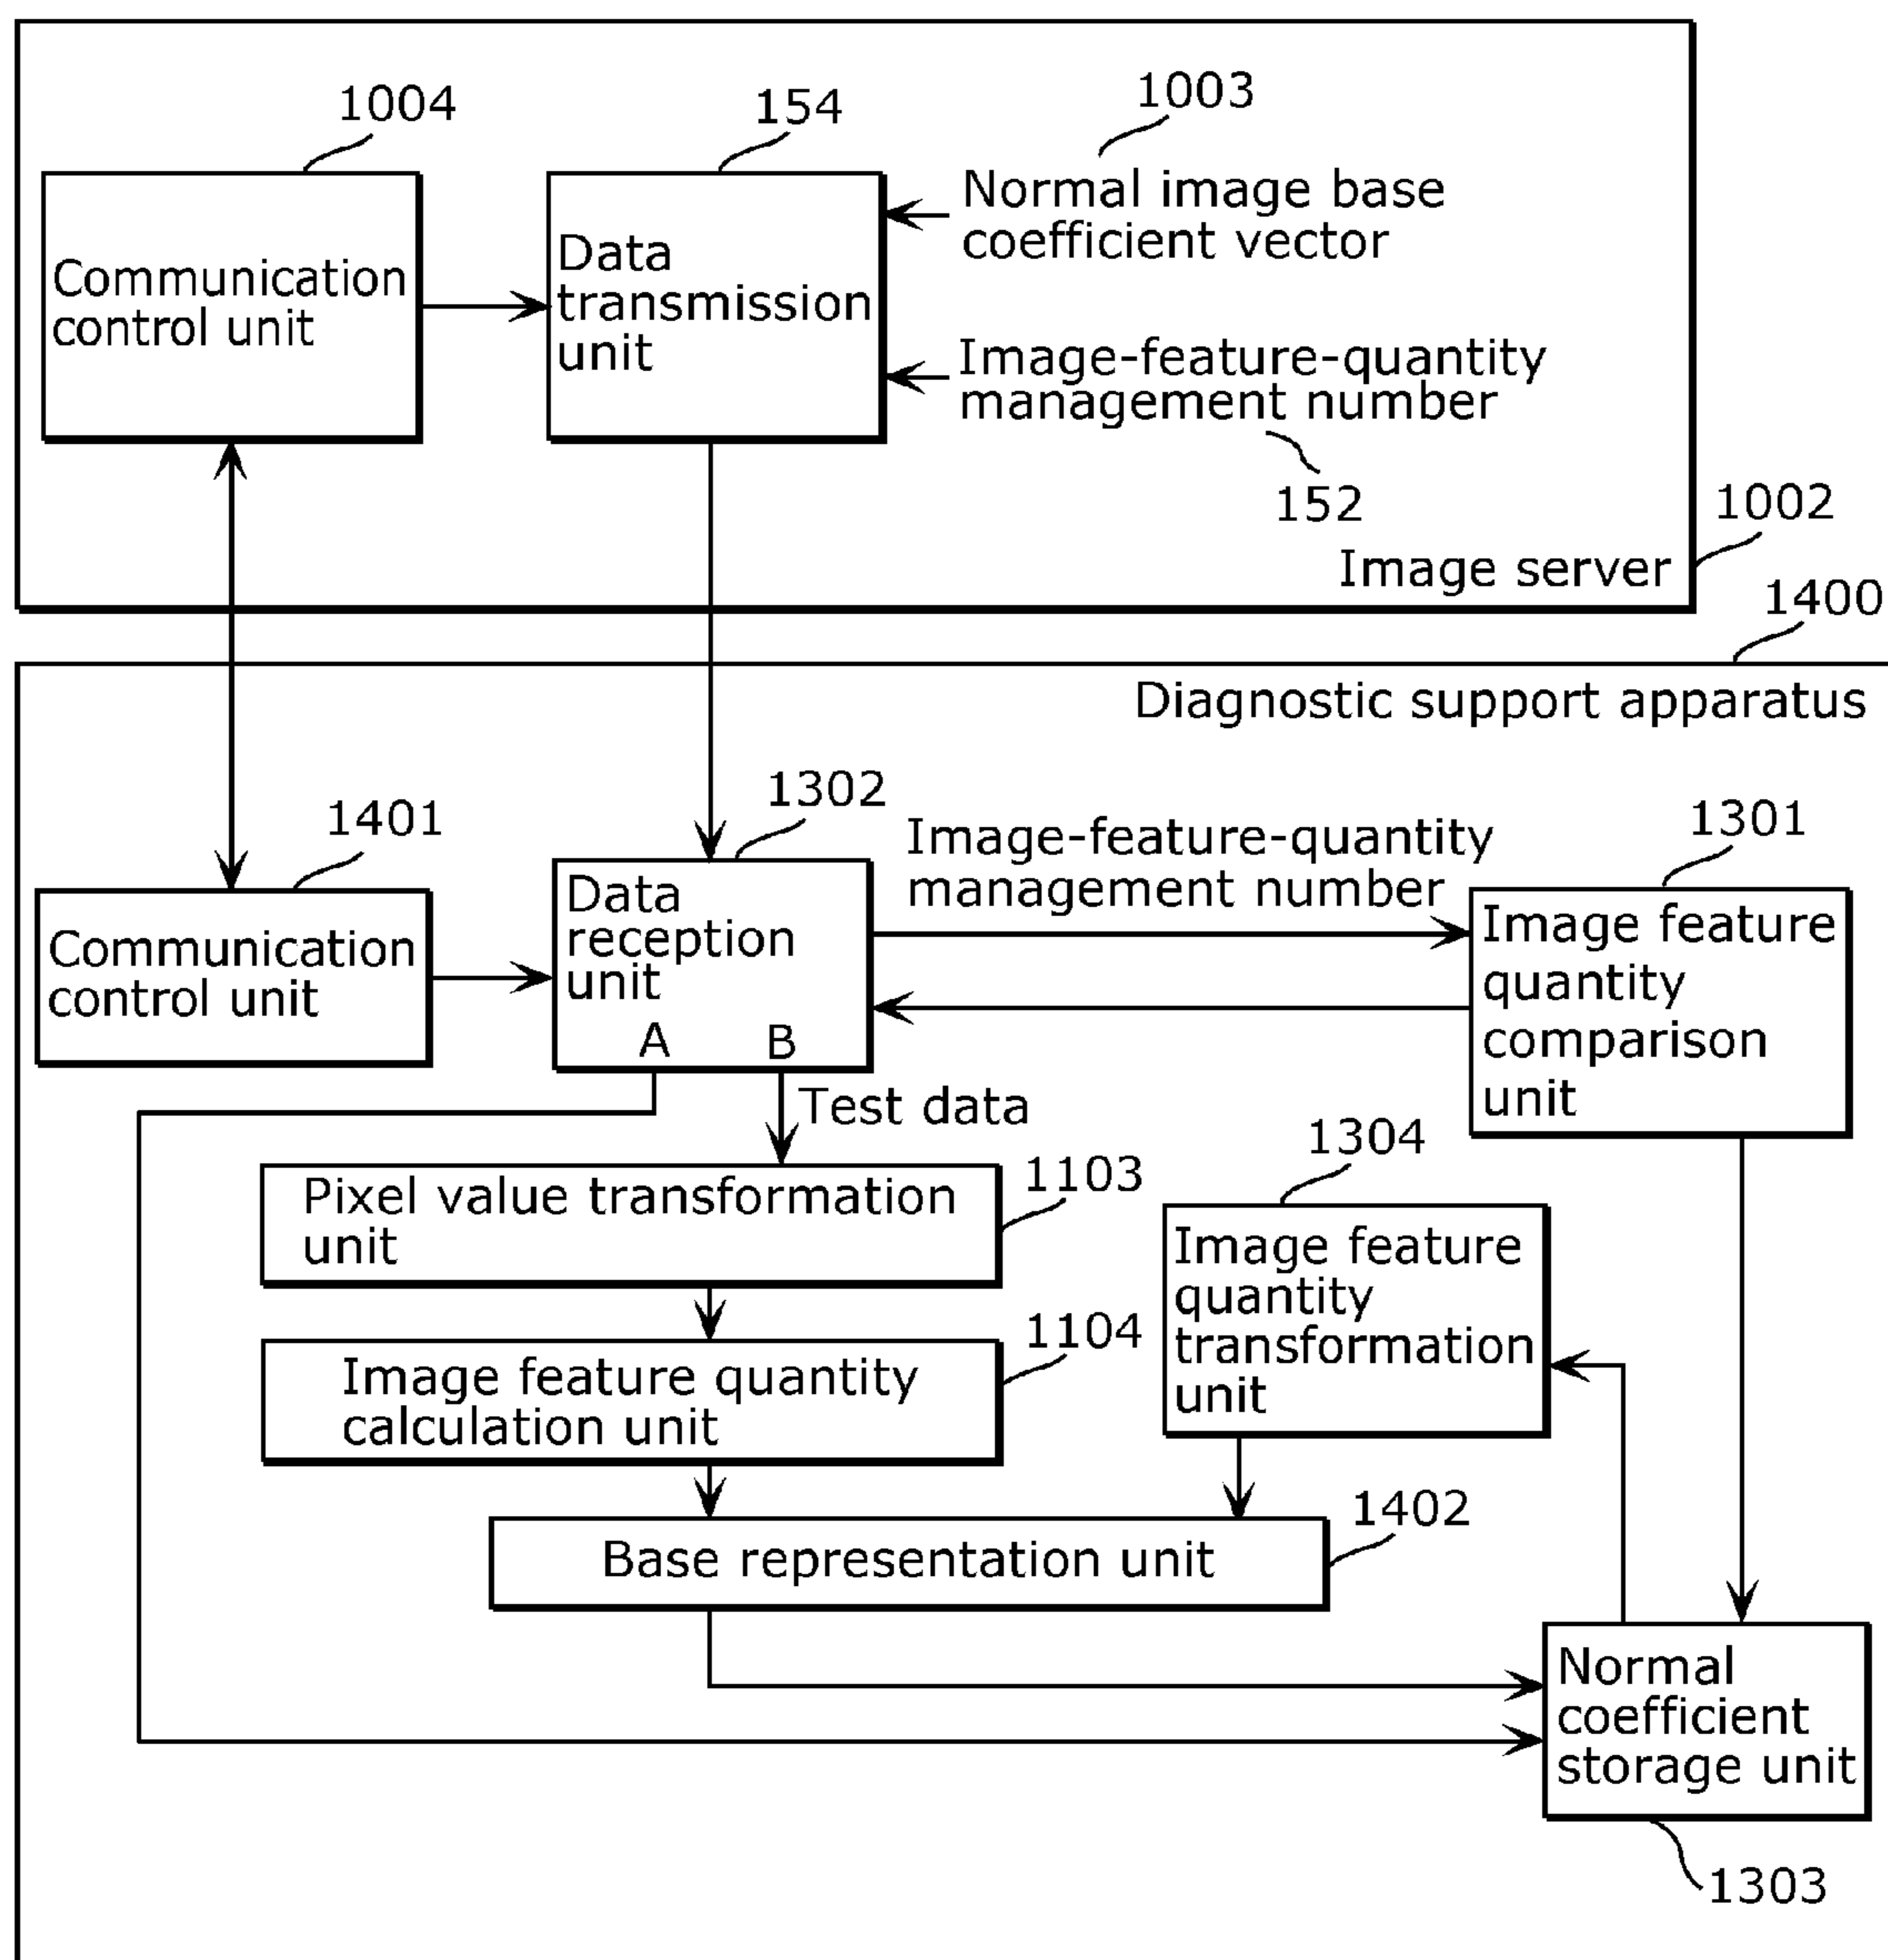 1004
154
1003
Normal image base
coefficient vector
Communication
control unit
Data
transmission
unit
Image-feature-quantity
management number
152
1002
Image server
1400
Diagnostic support apparatus
1302
1401
1301
Image-feature-quantity
management number
Data
reception
unit
A B
Communication
control unit
Image feature
quantity
comparison
unit
Test data
1304
1103
Pixel value transformation
unit
Image feature
quantity
transformation
unit
1104
Image feature quantity
calculation unit
1402
Base representation unit
Normal
coefficient
storage unit
1303